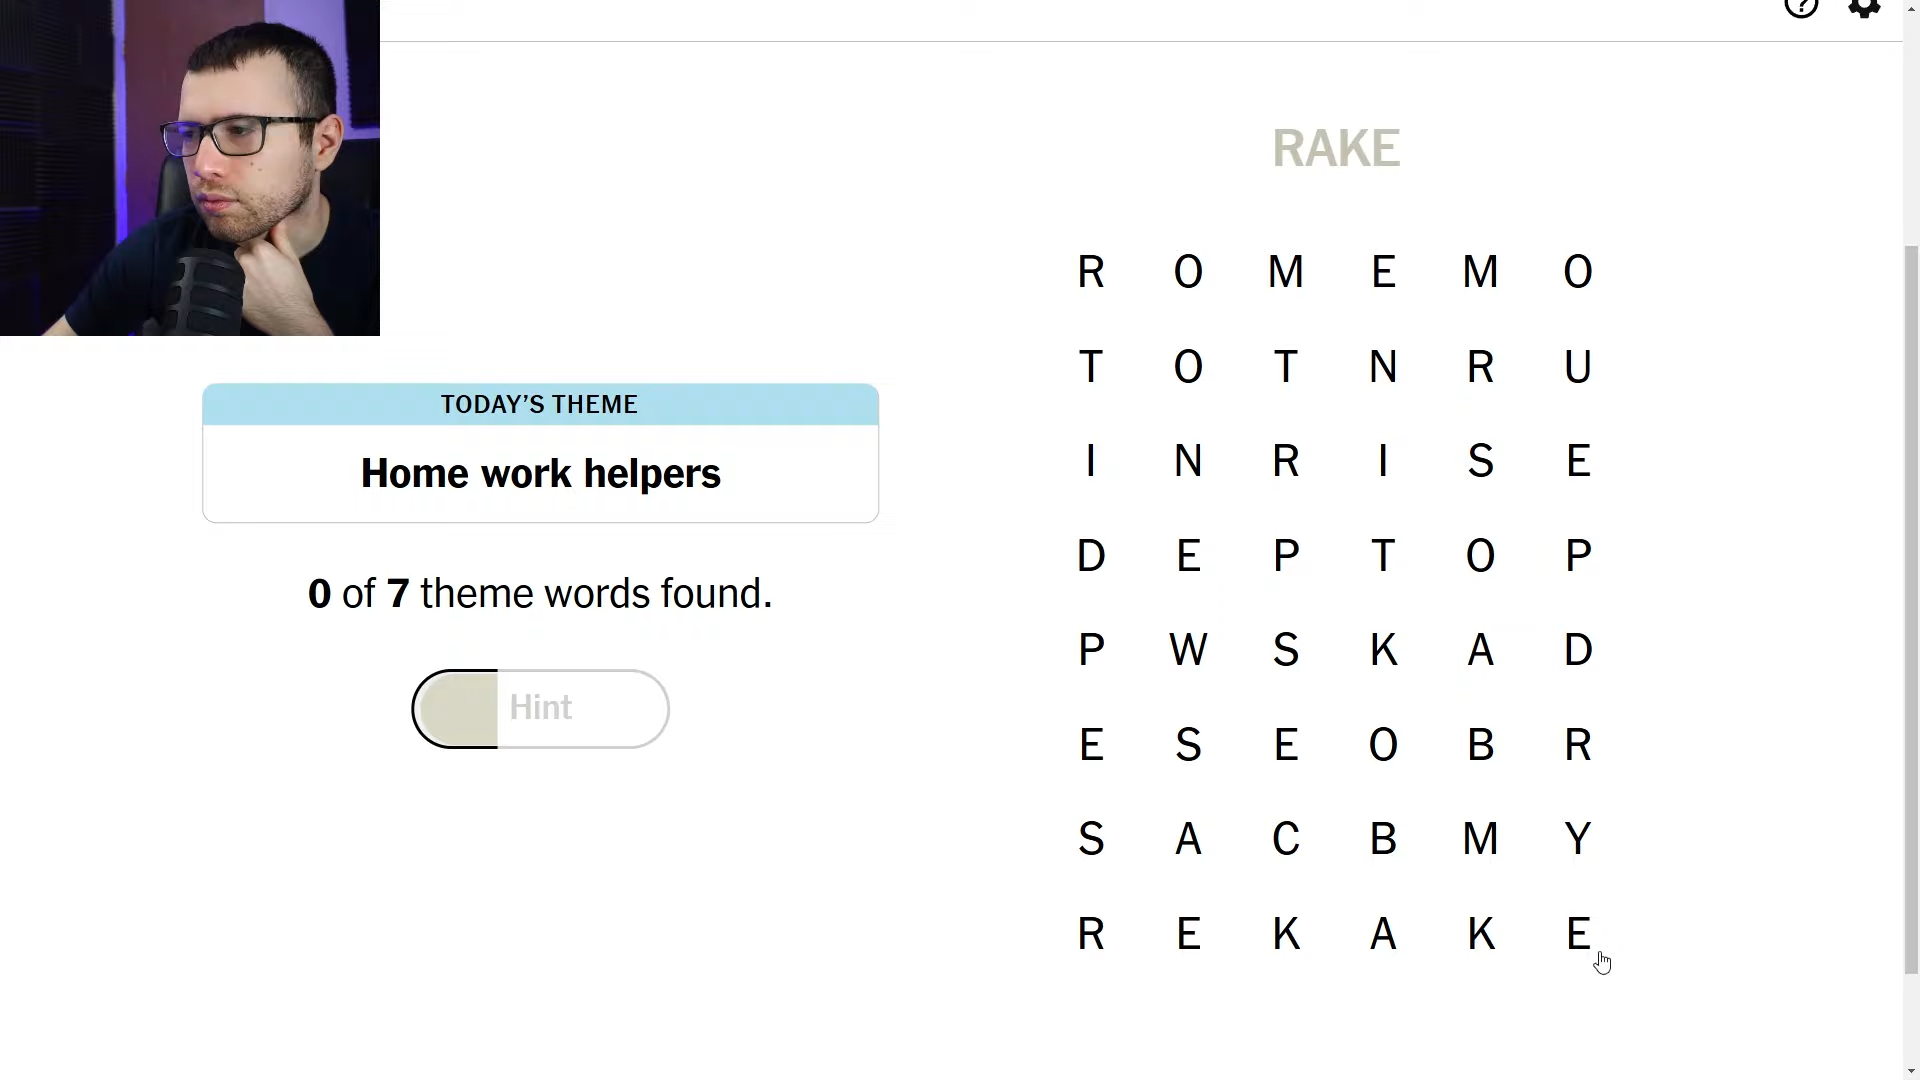 RAKE
R O M E M O
T O T N R U
I N R I S E
D E P T O P
P W S K A D
E S E O B R
S A C B M Y
R E K A K E
TODAY’S THEME
Home work helpers
0 of 7 theme words found.
Hint